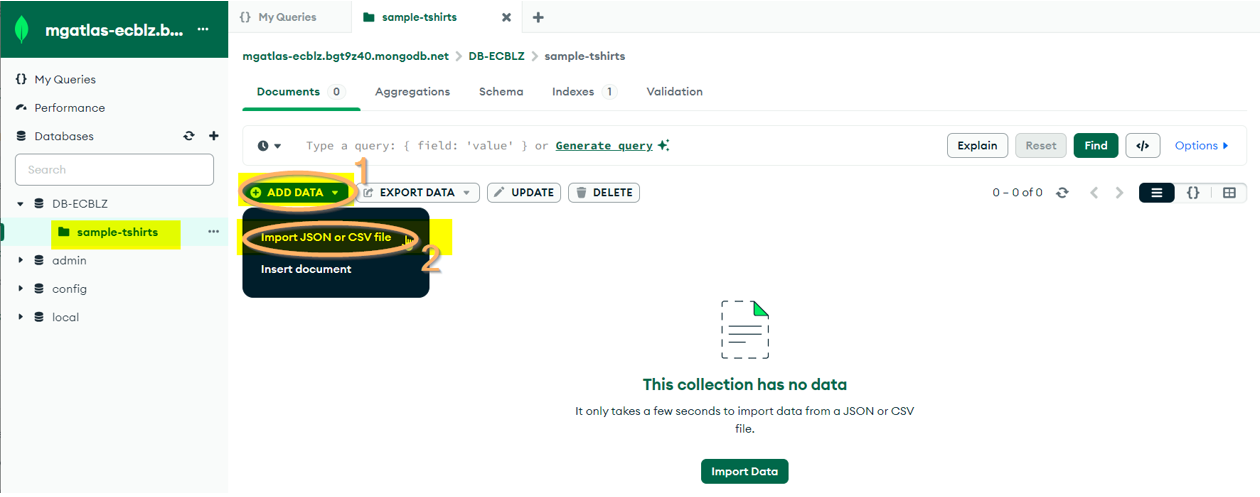 mgatlas-ecblz.b...
My Queries
Performance
Databases
Search
DB-ECBLZ
sample-tshirts
admin
config
local
{} My Queries
sample-tshirts
mgatlas-ecblz.bgt9z40.mongodb.net > DB-ECBLZ > sample-tshirts
Documents 0 Aggregations Schema Indexes 1 Validation
Type a query: { field: 'value' } or Generate query
Explain Reset Find </> Options
1
ADD DATA EXPORT DATA UPDATE DELETE
0 – 0 of 0
{}
Import JSON or CSV file
2
Insert document
This collection has no data
It only takes a few seconds to import data from a JSON or CSV
file.
Import Data